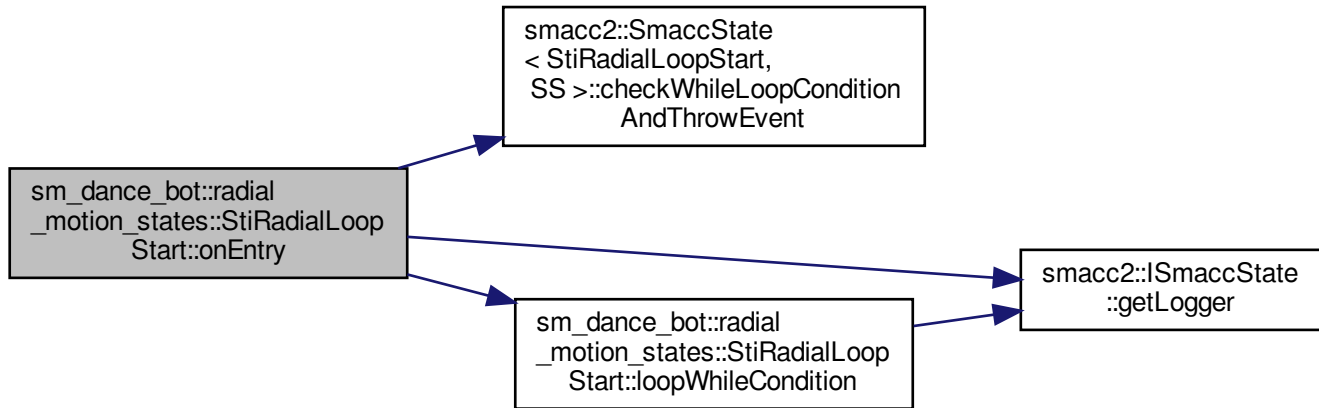 smacc2::SmaccState
< StiRadialLoopStart,
SS >::checkWhileLoopCondition
AndThrowEvent
sm_dance_bot::radial
_motion_states::StiRadialLoop
Start::onEntry
smacc2::ISmaccState
::getLogger
sm_dance_bot::radial
_motion_states::StiRadialLoop
Start::loopWhileCondition